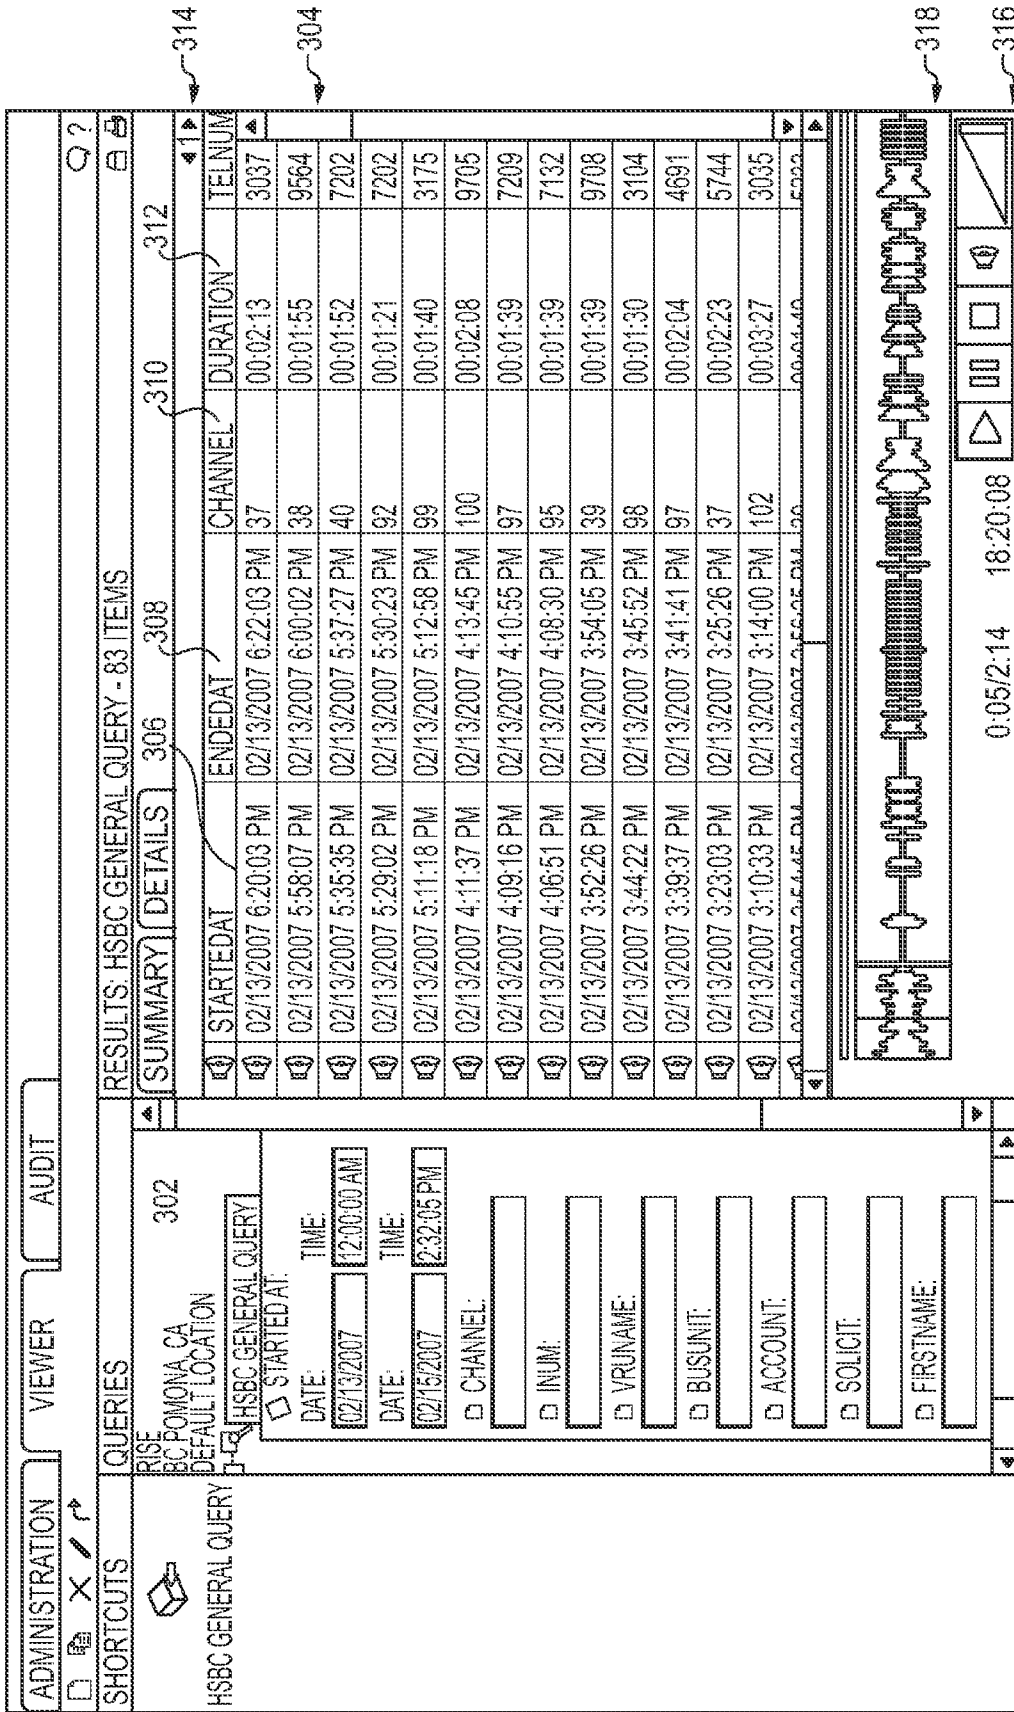 ADMINISTRATION VIEWER AUDIT
?
SHORTCUTS
HSBC GENERAL QUERY
QUERIES
RISE
BC POMONA, CA
DEFAULT LOCATION
302
HSBC GENERAL QUERY
STARTED AT:
DATE: TIME:
02/13/2007 12:00:00 AM
DATE: TIME:
02/15/2007 2:32:05 PM
CHANNEL:
INUM:
VRUNAME:
BUSUNIT:
ACCOUNT:
SOLICIT:
FIRSTNAME:
RESULTS: HSBC GENERAL QUERY - 83 ITEMS
SUMMARY DETAILS 306 308 310 312
1 314
STARTEDAT ENDEDAT CHANNEL DURATION TELNUM
02/13/2007 6:20:03 PM 02/13/2007 6:22:03 PM 37 00:02:13 3037
02/13/2007 5:58:07 PM 02/13/2007 6:00:02 PM 38 00:01:55 9564
304
02/13/2007 5:35:35 PM 02/13/2007 5:37:27 PM 40 00:01:52 7202
02/13/2007 5:29:02 PM 02/13/2007 5:30:23 PM 92 00:01:21 7202
02/13/2007 5:11:18 PM 02/13/2007 5:12:58 PM 99 00:01:40 3175
02/13/2007 4:11:37 PM 02/13/2007 4:13:45 PM 100 00:02:08 9705
02/13/2007 4:09:16 PM 02/13/2007 4:10:55 PM 97 00:01:39 7209
02/13/2007 4:06:51 PM 02/13/2007 4:08:30 PM 95 00:01:39 7132
02/13/2007 3:52:26 PM 02/13/2007 3:54:05 PM 39 00:01:39 9708
02/13/2007 3:44:22 PM 02/13/2007 3:45:52 PM 98 00:01:30 3104
02/13/2007 3:39:37 PM 02/13/2007 3:41:41 PM 97 00:02:04 4691
02/13/2007 3:23:03 PM 02/13/2007 3:25:26 PM 37 00:02:23 5744
02/13/2007 3:10:33 PM 02/13/2007 3:14:00 PM 102 00:03:27 3035
318
0:05/2:14 18:20:08
316